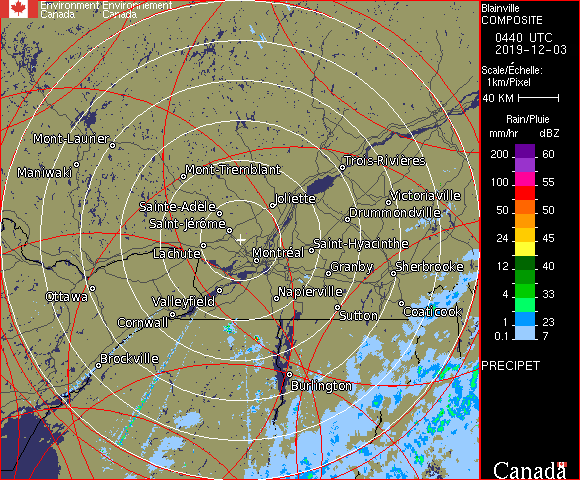 Environment Environnement
Canada Canada
Blainville
COMPOSITE
0440 UTC
2019-12-03
Scale/Échelle:
1km/Pixel
40 KM
Rain/Pluie
mm/hr dBZ
200 60
100 55
50 50
24 45
12 40
4 33
1 23
0.1 7
PRECIPET
Canada
Mont-Laurier
Maniwaki
Mont-Tremblant
Trois-Rivières
Sainte-Adèle
Joliette
Victoriaville
Drummondville
Saint-Jérôme
Lachute
Montréal
Saint-Hyacinthe
Granby
Sherbrooke
Ottawa
Valleyfield
Napierville
Cornwall
Sutton
Coaticook
Brockville
Burlington